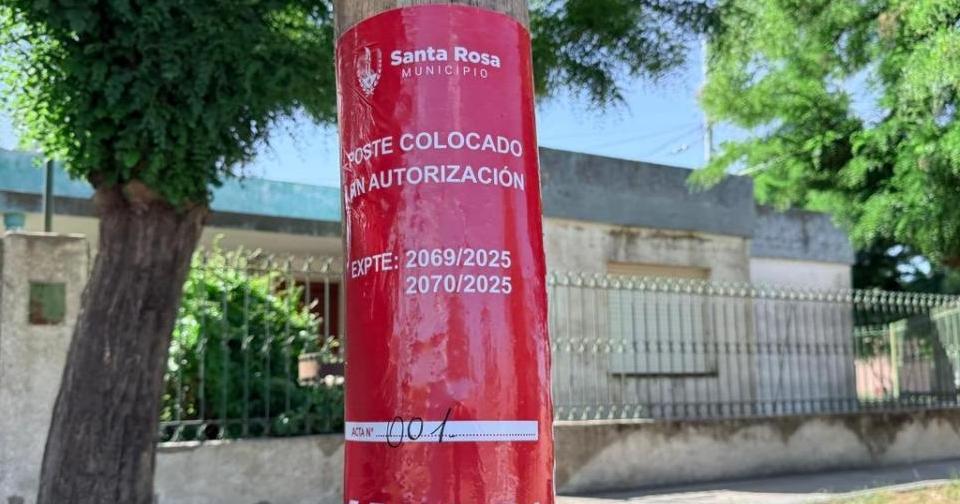 Santa Rosa
MUNICIPIO
POSTE COLOCADO
SIN AUTORIZACIÓN
EXPTE: 2069/2025
2070/2025
ACTA N° 001